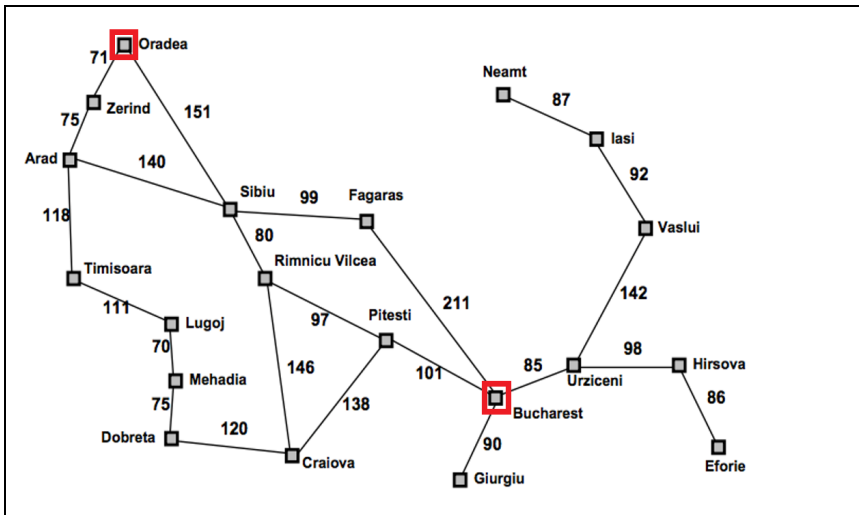 Oradea
71
Neamt
87
Zerind
151
75
Iasi
Arad
140
92
Sibiu
99
Fagaras
118
Vaslui
80
Rimnicu Vilcea
Timisoara
142
111
211
97
Pitesti
Lugoj
70
98
146
101
85
Hirsova
Mehadia
Urziceni
75
138
86
Bucharest
Dobreta
120
90
Craiova
Eforie
Giurgiu